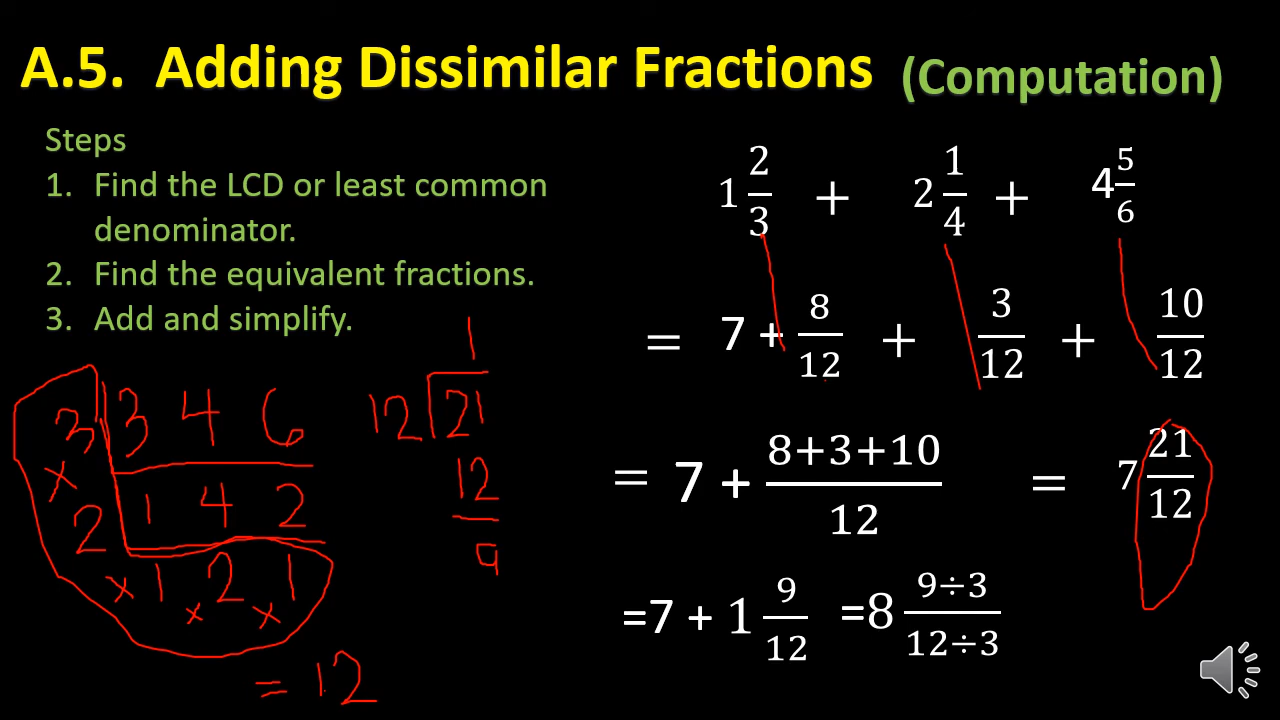 A.5. Adding Dissimilar Fractions (Computation)
Steps
1. Find the LCD or least common
denominator.
2. Find the equivalent fractions.
3. Add and simplify.
1 2/3 + 2 1/4 + 4 5/6
= 7 + 8/12 + 3/12 + 10/12
= 7 + (8+3+10)/12 = 7 21/12
=7 + 1 9/12 =8 (9÷3)/(12÷3)
3 3 4 6
x
2 1 4 2
x 1 x 2 x 1
= 12
1
12 21
12
9